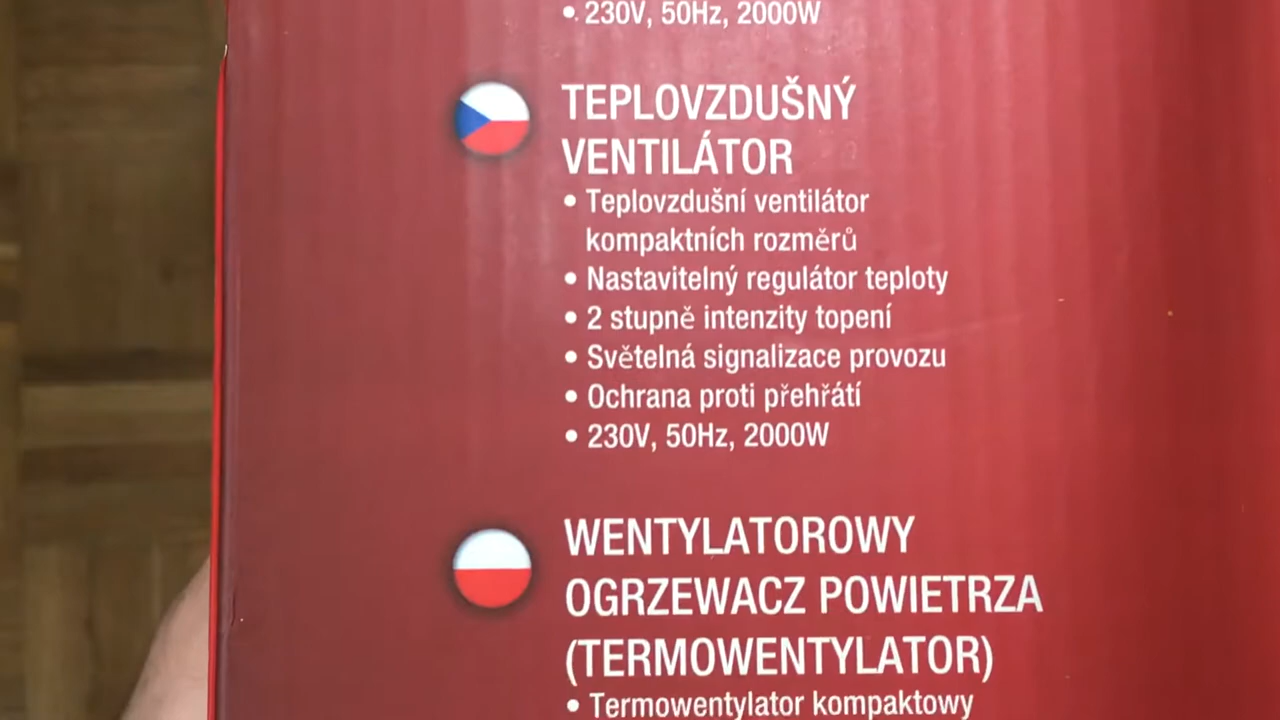 • 230V, 50Hz, 2000W
TEPLOVZDUŠNÝ
VENTILÁTOR
• Teplovzdušní ventilátor
kompaktních rozměrů
• Nastavitelný regulátor teploty
• 2 stupně intenzity topení
• Světelná signalizace provozu
• Ochrana proti přehřátí
• 230V, 50Hz, 2000W
WENTYLATOROWY
OGRZEWACZ POWIETRZA
(TERMOWENTYLATOR)
• Termowentylator kompaktowy